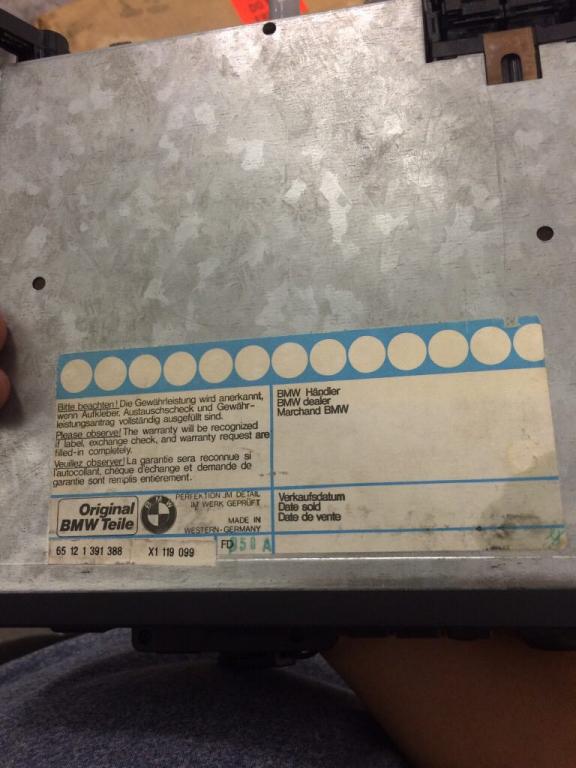 Bitte beachten! Die Gewährleistung wird anerkannt,
wenn Aufkleber, Austauschscheck und Gewähr-
leistungsantrag vollständig ausgefüllt sind.
Please observe! The warranty will be recognized
if label, exchange check, and warranty request are
filled-in completely.
Veuillez observer! La garantie sera reconnue si
l'autocollant, chèque d'échange et demande de
garantie sont remplis entièrement.
BMW Händler
BMW dealer
Marchand BMW
Verkaufsdatum
Date sold
Date de vente
Original
BMW Teile
BMW
PERFEKTION IM DETAIL
IM WERK GEPRÜFT
MADE IN
WESTERN-GERMANY
65 12 1 391 388
X1 119 099
FD
A